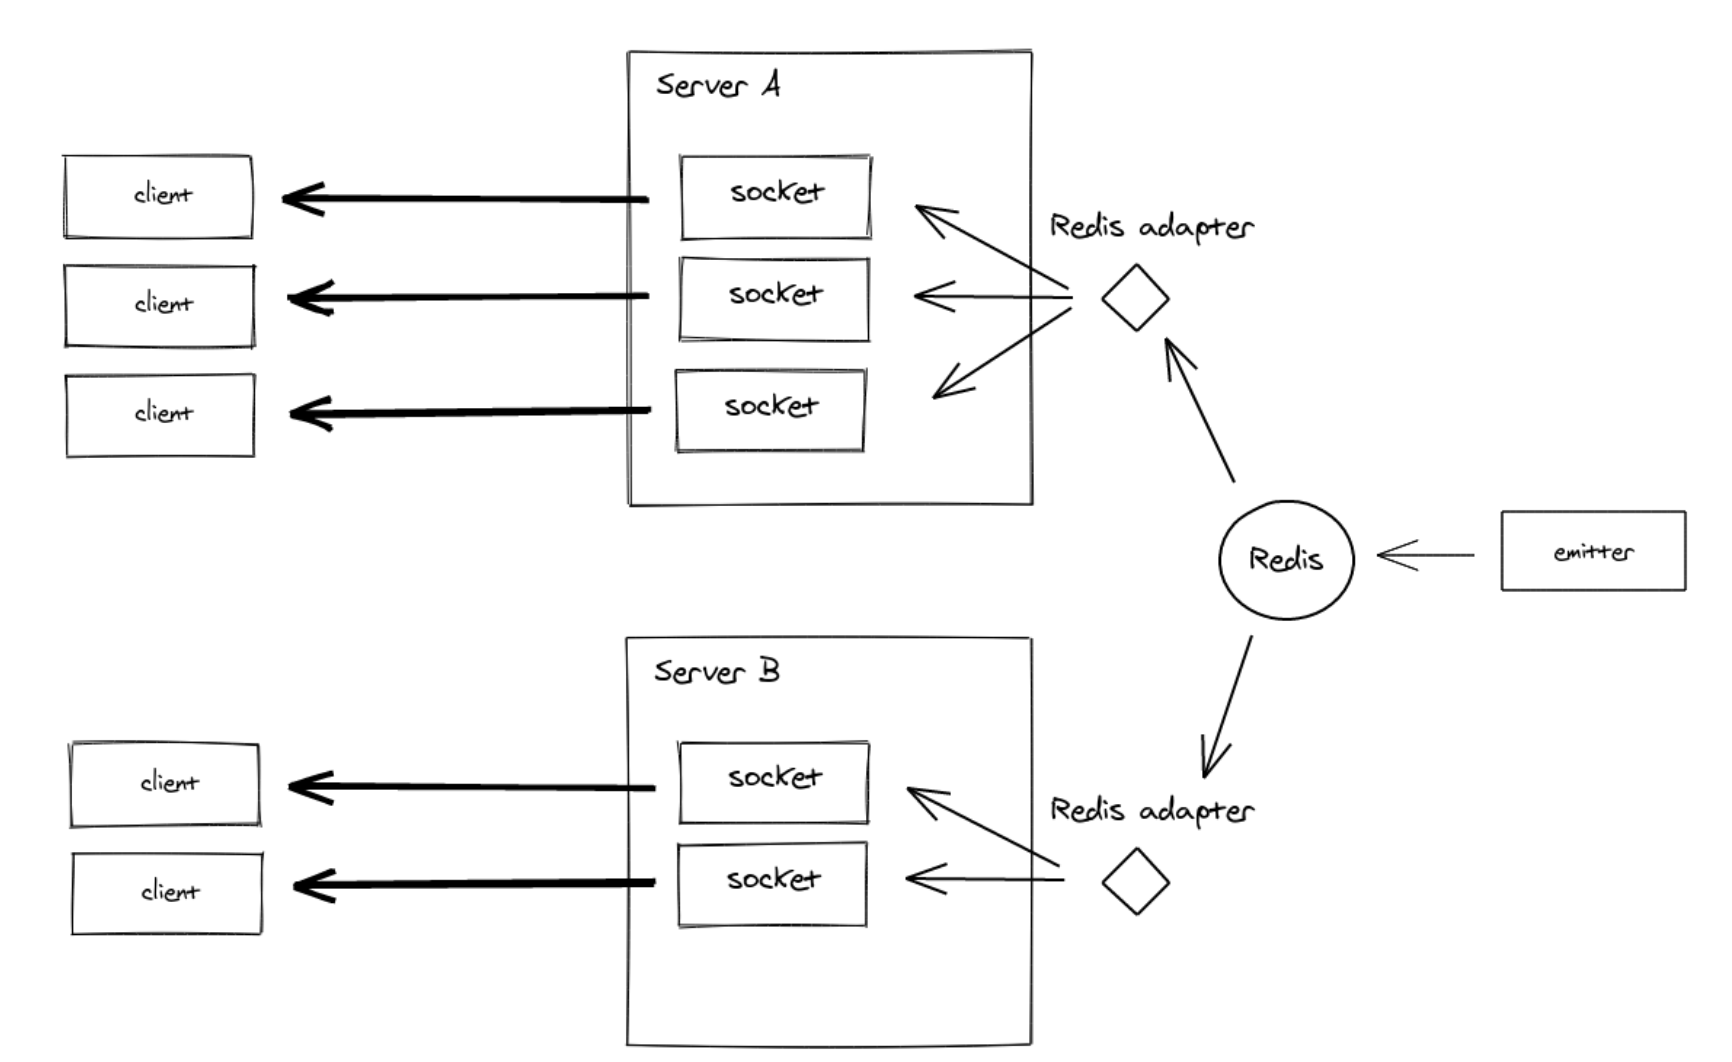 Server A
client
socket
Redis adapter
client
socket
client
socket
Redis
emitter
Server B
client
socket
Redis adapter
client
socket